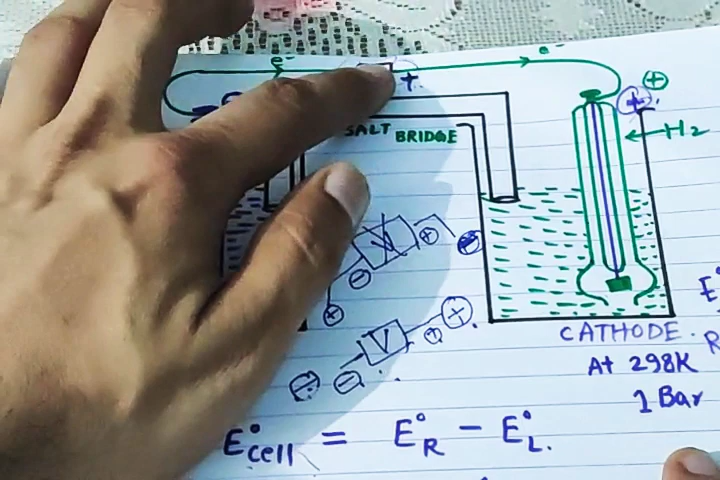 e⁻
e⁻
+
+
+
H₂
SALT BRIDGE
V
+
−
+
V
+
+
−
−
CATHODE.
At 298K
1 Bar
E°
R
E°cell = E°R − E°L.